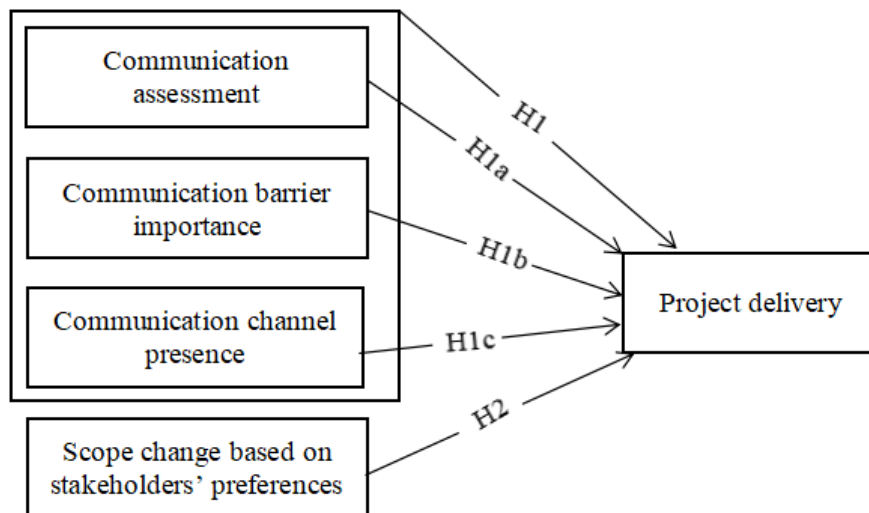 Communication
assessment
H1
H1a
Communication barrier
importance
H1b
Project delivery
Communication channel
presence
H1c
H2
Scope change based on
stakeholders’ preferences